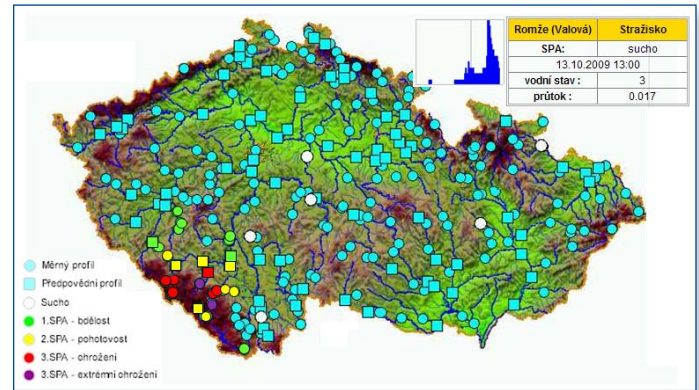 Romže (Valová) Stražisko
SPA: sucho
13.10.2009 13:00
vodní stav : 3
průtok : 0.017
Měrný profil
Předpovědní profil
Sucho
1.SPA - bdělost
2.SPA - pohotovost
3.SPA - ohrožení
3.SPA - extrémní ohrožení